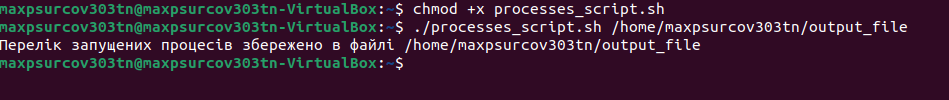 maxpsurcov303tn@maxpsurcov303tn-VirtualBox:~$ chmod +x processes_script.sh
maxpsurcov303tn@maxpsurcov303tn-VirtualBox:~$ ./processes_script.sh /home/maxpsurcov303tn/output_file
Перелік запущених процесів збережено в файлі /home/maxpsurcov303tn/output_file
maxpsurcov303tn@maxpsurcov303tn-VirtualBox:~$